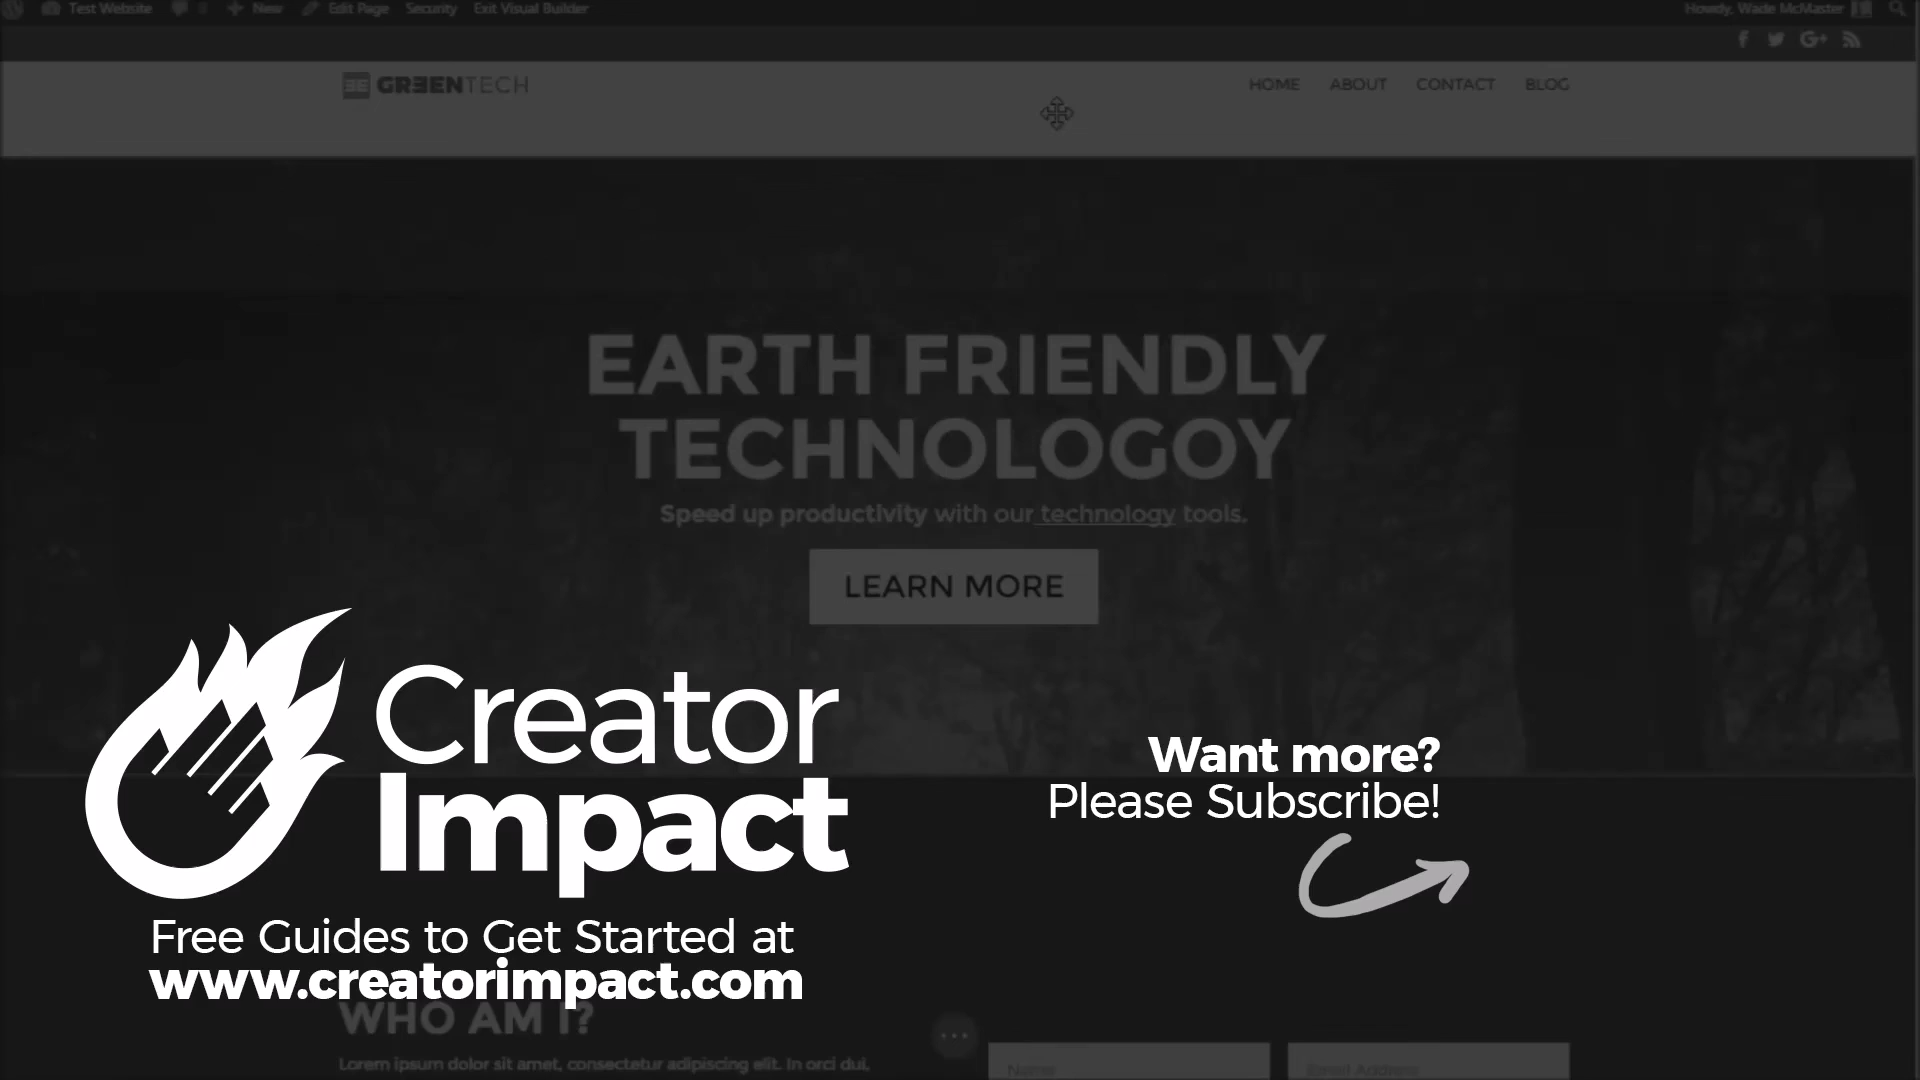 Test Website
New
Edit Page
Security
Exit Visual Builder
Howdy, Wade McMaster
GREENTECH
HOME
ABOUT
CONTACT
BLOG
EARTH FRIENDLY
TECHNOLOGOY
Speed up productivity with our technology tools.
LEARN MORE
Creator
Impact
Free Guides to Get Started at
www.creatorimpact.com
Want more?
Please Subscribe!
WHO AM I?
Lorem ipsum dolor sit amet, consectetur adipiscing elit. In orci dui,
Name
Email Address